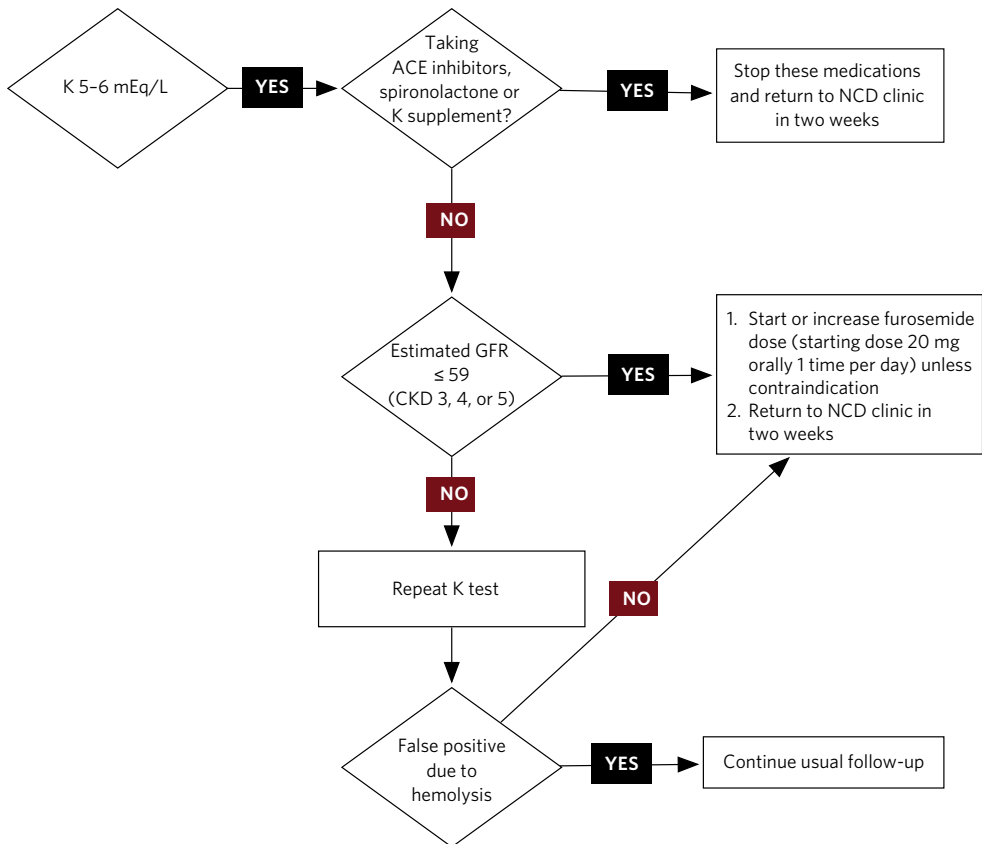 K 5–6 mEq/L
YES
Taking
ACE inhibitors,
spironolactone or
K supplement?
YES
Stop these medications
and return to NCD clinic
in two weeks
NO
Estimated GFR
≤ 59
(CKD 3, 4, or 5)
YES
1. Start or increase furosemide
dose (starting dose 20 mg
orally 1 time per day) unless
contraindication
2. Return to NCD clinic in
two weeks
NO
Repeat K test
NO
False positive
due to
hemolysis
YES
Continue usual follow-up